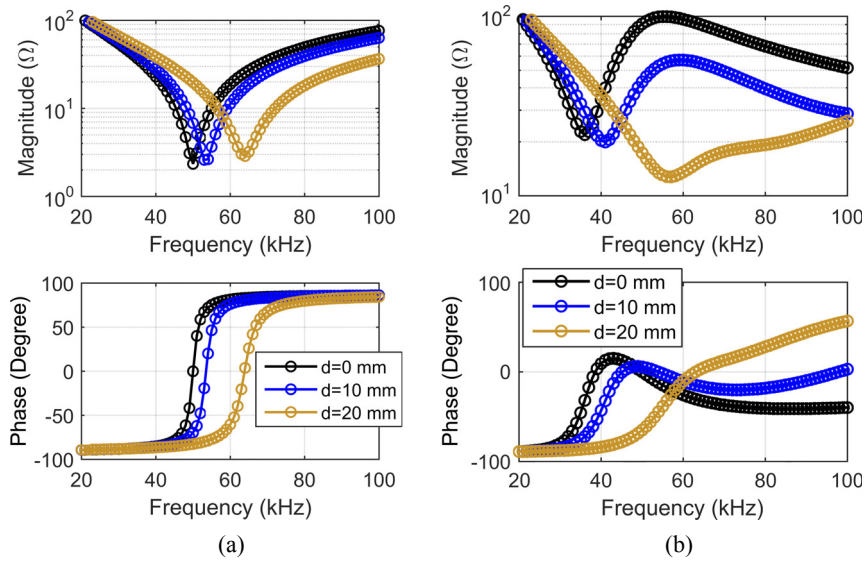 10²
10¹
10⁰
Magnitude (Ω)
20 40 60 80 100
Frequency (kHz)
10²
10¹
Magnitude (Ω)
20 40 60 80 100
Frequency (kHz)
100
50
0
-50
-100
Phase (Degree)
d=0 mm
d=10 mm
d=20 mm
20 40 60 80 100
Frequency (kHz)
(a)
100
0
-100
Phase (Degree)
d=0 mm
d=10 mm
d=20 mm
20 40 60 80 100
Frequency (kHz)
(b)